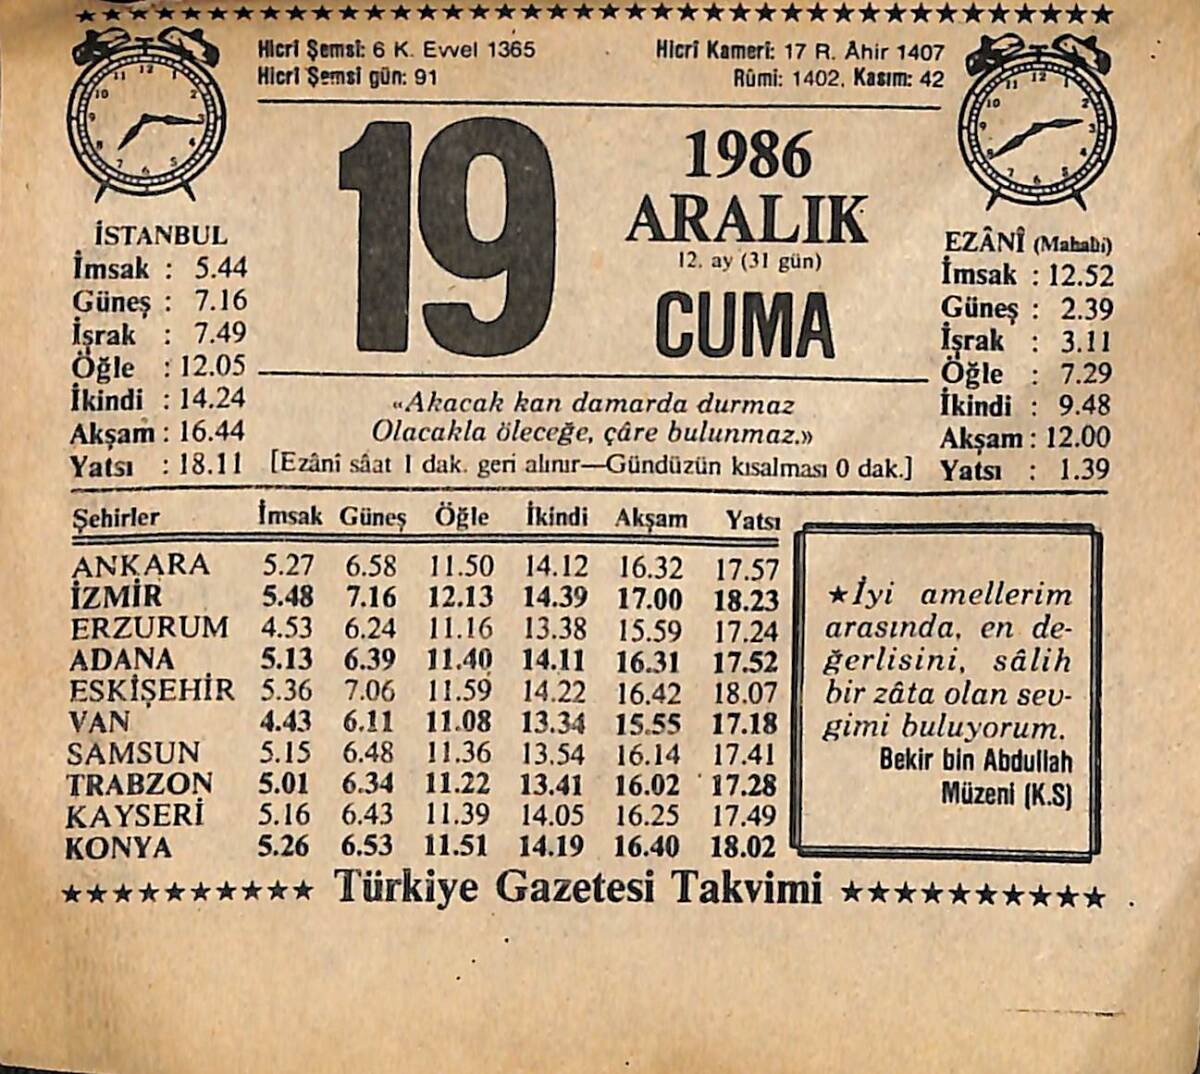 Hicrî Şemsî: 6 K. Evvel 1365
Hicrî Şemsî gün: 91
Hicrî Kamerî: 17 R. Âhir 1407
Rûmi: 1402, Kasım: 42
19
1986
ARALIK
12. ay (31 gün)
CUMA
İSTANBUL
İmsak : 5.44
Güneş : 7.16
İşrak : 7.49
Öğle : 12.05
İkindi : 14.24
Akşam : 16.44
Yatsı : 18.11
EZÂNÎ (Mahallî)
İmsak : 12.52
Güneş : 2.39
İşrak : 3.11
Öğle : 7.29
İkindi : 9.48
Akşam : 12.00
Yatsı : 1.39
«Akacak kan damarda durmaz
Olacakla öleceğe, çâre bulunmaz.»
[Ezânî sâat 1 dak. geri alınır—Gündüzün kısalması 0 dak.]
Şehirler İmsak Güneş Öğle İkindi Akşam Yatsı
ANKARA 5.27 6.58 11.50 14.12 16.32 17.57
İZMİR 5.48 7.16 12.13 14.39 17.00 18.23
ERZURUM 4.53 6.24 11.16 13.38 15.59 17.24
ADANA 5.13 6.39 11.40 14.11 16.31 17.52
ESKİŞEHİR 5.36 7.06 11.59 14.22 16.42 18.07
VAN 4.43 6.11 11.08 13.34 15.55 17.18
SAMSUN 5.15 6.48 11.36 13.54 16.14 17.41
TRABZON 5.01 6.34 11.22 13.41 16.02 17.28
KAYSERİ 5.16 6.43 11.39 14.05 16.25 17.49
KONYA 5.26 6.53 11.51 14.19 16.40 18.02
★İyi amellerim
arasında, en de-
ğerlisini, sâlih
bir zâta olan sev-
gimi buluyorum.
Bekir bin Abdullah
Müzenî (K.S)
★★★★★★★★★★ Türkiye Gazetesi Takvimi ★★★★★★★★★★